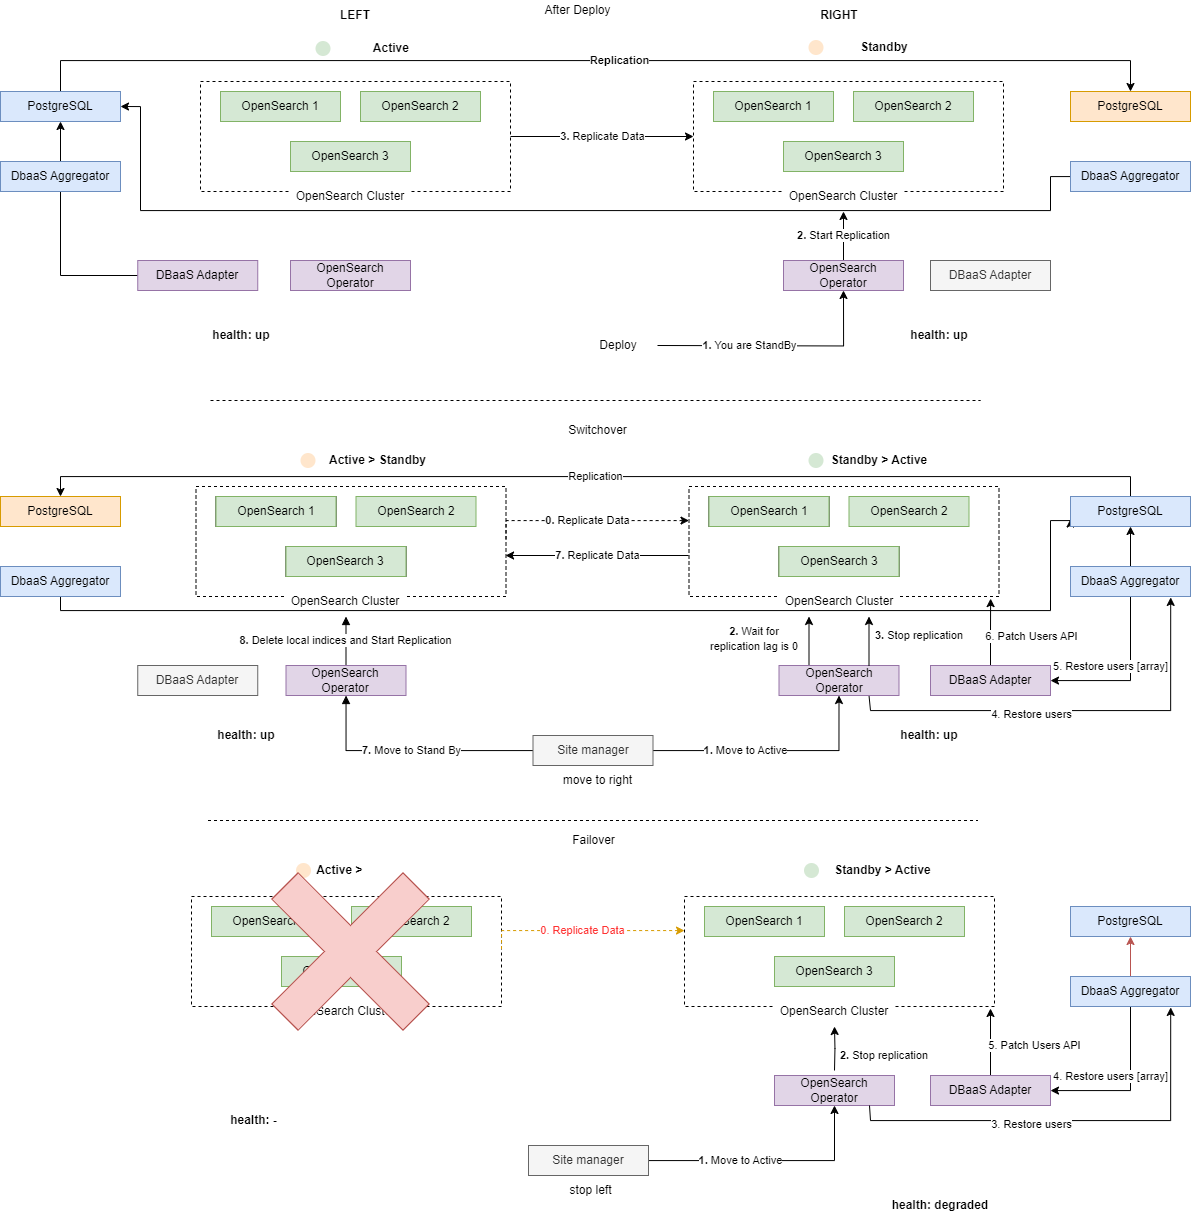 After Deploy
LEFT
RIGHT
Active
Standby
Replication
PostgreSQL
OpenSearch 1
OpenSearch 2
OpenSearch 3
OpenSearch Cluster
3. Replicate Data
OpenSearch 1
OpenSearch 2
OpenSearch 3
OpenSearch Cluster
PostgreSQL
DbaaS Aggregator
DbaaS Aggregator
2. Start Replication
DBaaS Adapter
OpenSearch
Operator
OpenSearch
Operator
DBaaS Adapter
health: up
health: up
Deploy
1. You are StandBy
Switchover
Active > Standby
Standby > Active
Replication
PostgreSQL
OpenSearch 1
OpenSearch 2
OpenSearch 3
OpenSearch Cluster
0. Replicate Data
7. Replicate Data
OpenSearch 1
OpenSearch 2
OpenSearch 3
OpenSearch Cluster
PostgreSQL
DbaaS Aggregator
DbaaS Aggregator
8. Delete local indices and Start Replication
2. Wait for
replication lag is 0
3. Stop replication
6. Patch Users API
5. Restore users [array]
DBaaS Adapter
OpenSearch
Operator
OpenSearch
Operator
DBaaS Adapter
4. Restore users
health: up
health: up
7. Move to Stand By
Site manager
1. Move to Active
move to right
Failover
Active >
Standby > Active
OpenSearc
earch 2
O
Search Clust
0. Replicate Data
OpenSearch 1
OpenSearch 2
OpenSearch 3
OpenSearch Cluster
PostgreSQL
DbaaS Aggregator
2. Stop replication
5. Patch Users API
4. Restore users [array]
OpenSearch
Operator
DBaaS Adapter
3. Restore users
health: -
Site manager
1. Move to Active
stop left
health: degraded